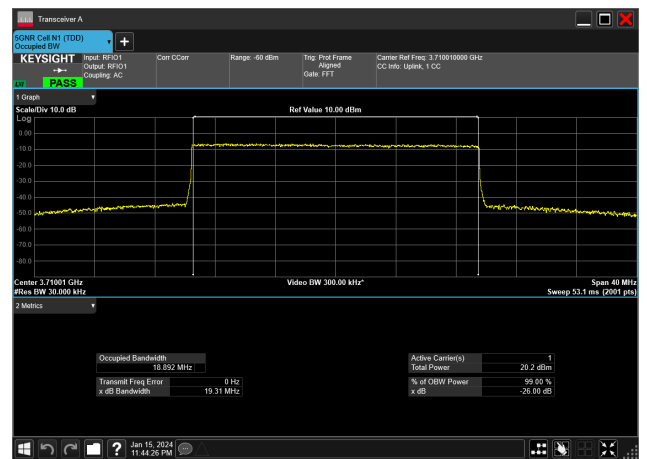 Transceiver A
5GNR Cell N1 (TDD)
Occupied BW
KEYSIGHT
Input: RFIO1
Output: RFIO1
Coupling: AC
Corr CCorr
Range: -60 dBm
Trig: Prot Frame
Aligned
Gate: FFT
Carrier Ref Freq: 3.710010000 GHz
CC Info: Uplink, 1 CC
PASS
1 Graph
Scale/Div 10.0 dB
Ref Value 10.00 dBm
Log
0.00
-10.0
-20.0
-30.0
-40.0
-50.0
-60.0
-70.0
-80.0
Center 3.71001 GHz
Video BW 300.00 kHz*
Span 40 MHz
#Res BW 30.000 kHz
Sweep 53.1 ms (2001 pts)
2 Metrics
Occupied Bandwidth
18.892 MHz
Transmit Freq Error 0 Hz
x dB Bandwidth 19.31 MHz
Active Carrier(s) 1
Total Power 20.2 dBm
% of OBW Power 99.00 %
x dB -26.00 dB
Jan 15, 2024
11:44:26 PM